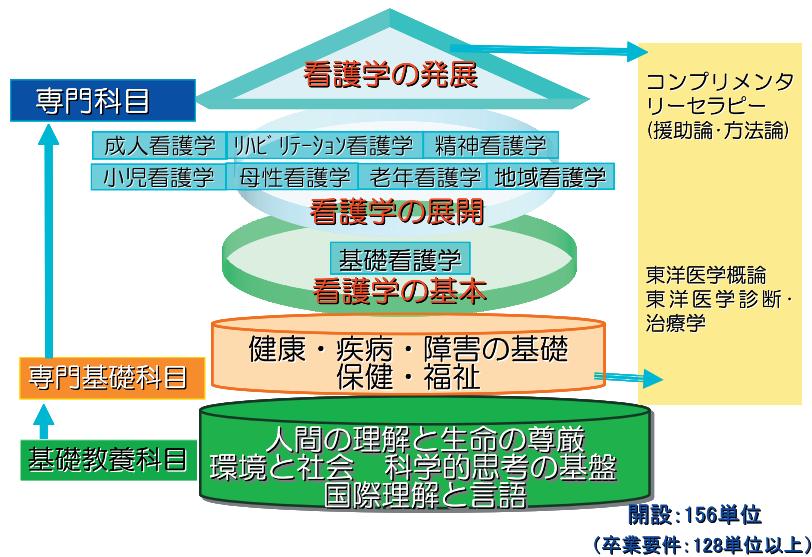 看護学の発展
専門科目
成人看護学 ﾘﾊﾋﾞﾘﾃｰｼｮﾝ看護学 精神看護学
小児看護学 母性看護学 老年看護学 地域看護学
看護学の展開
基礎看護学
看護学の基本
健康・疾病・障害の基礎
保健・福祉
専門基礎科目
人間の理解と生命の尊厳
環境と社会　科学的思考の基盤
国際理解と言語
基礎教養科目
コンプリメンタ
リーセラピー
(援助論・方法論)
東洋医学概論
東洋医学診断・
治療学
開設：156単位
（卒業要件：128単位以上）